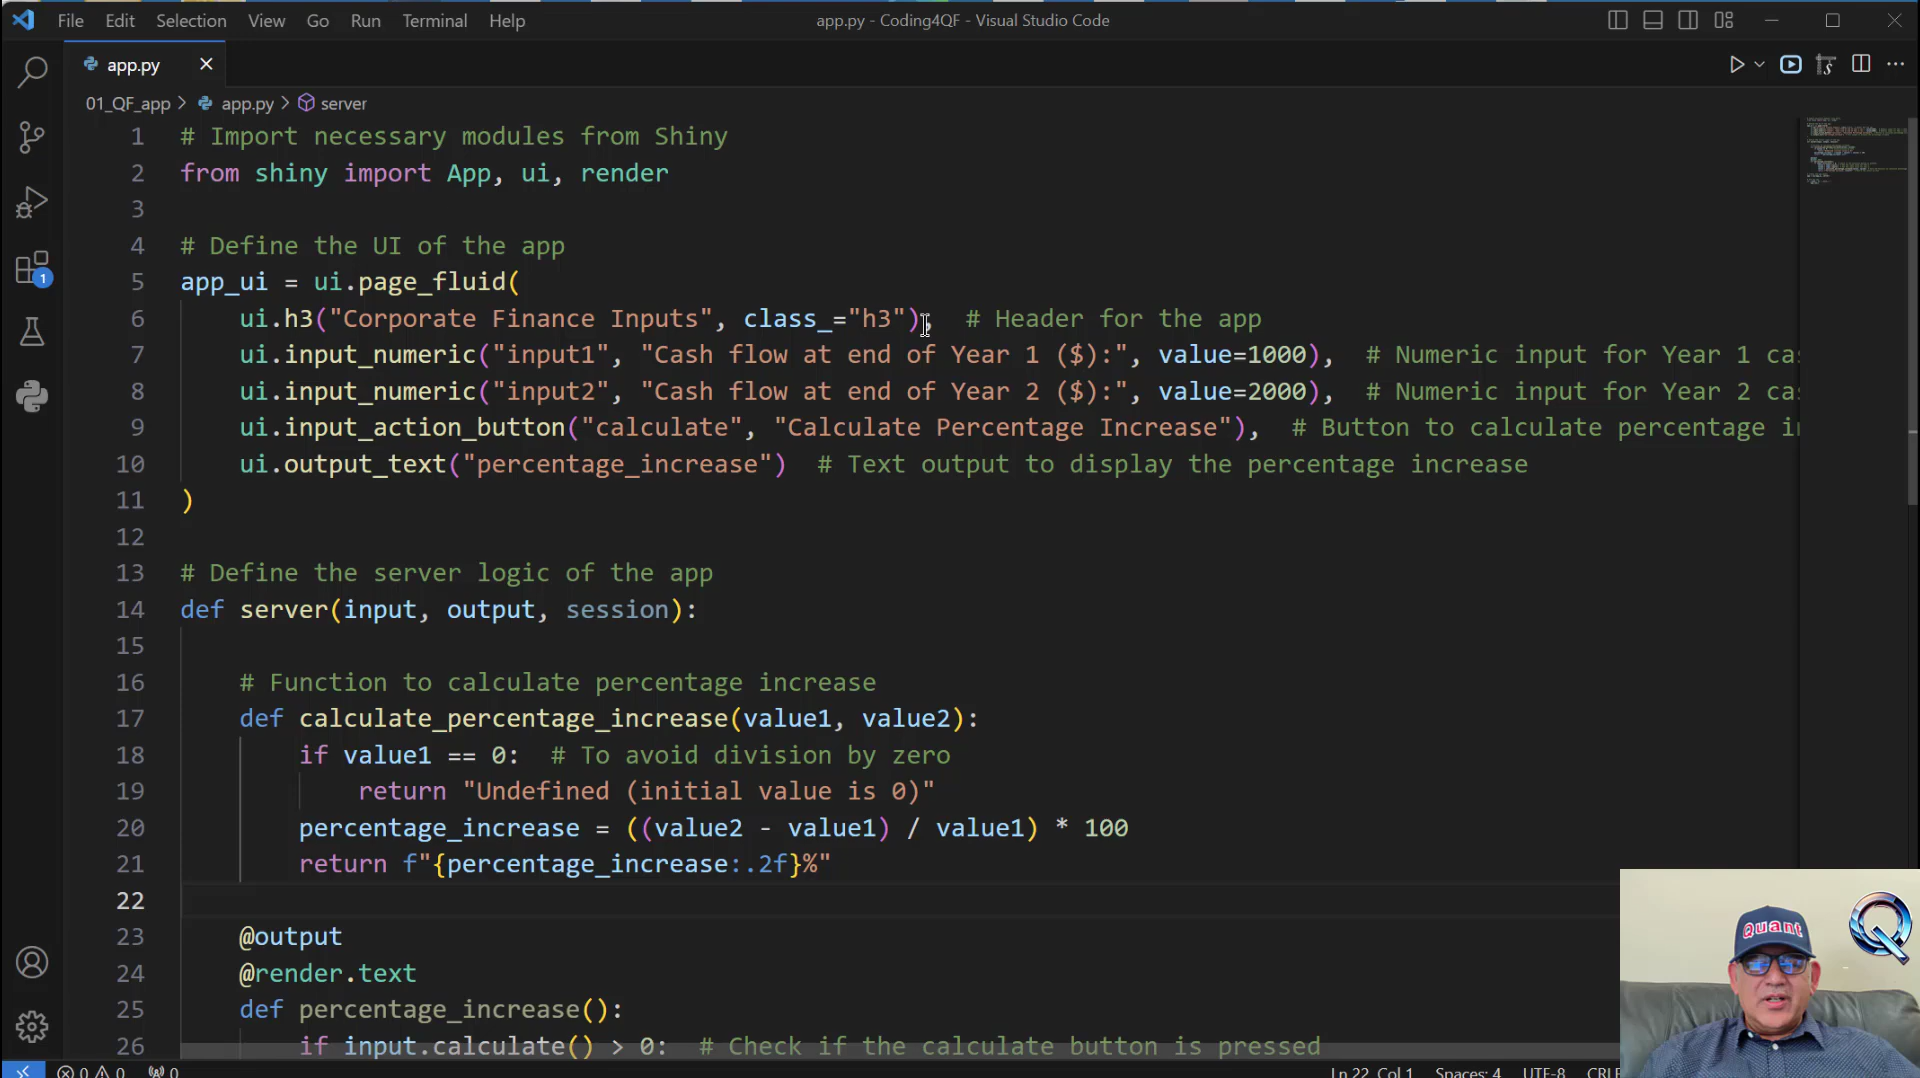 File Edit Selection View Go Run Terminal Help
app.py - Coding4QF - Visual Studio Code
app.py
01_QF_app > app.py > server
1 # Import necessary modules from Shiny
2 from shiny import App, ui, render
3
4 # Define the UI of the app
5 app_ui = ui.page_fluid(
6 ui.h3("Corporate Finance Inputs", class_="h3"), # Header for the app
7 ui.input_numeric("input1", "Cash flow at end of Year 1 ($):", value=1000), # Numeric input for Year 1 cas
8 ui.input_numeric("input2", "Cash flow at end of Year 2 ($):", value=2000), # Numeric input for Year 2 cas
9 ui.input_action_button("calculate", "Calculate Percentage Increase"), # Button to calculate percentage in
10 ui.output_text("percentage_increase") # Text output to display the percentage increase
11 )
12
13 # Define the server logic of the app
14 def server(input, output, session):
15
16 # Function to calculate percentage increase
17 def calculate_percentage_increase(value1, value2):
18 if value1 == 0: # To avoid division by zero
19 return "Undefined (initial value is 0)"
20 percentage_increase = ((value2 - value1) / value1) * 100
21 return f"{percentage_increase:.2f}%"
22
23 @output
24 @render.text
25 def percentage_increase():
26 if input.calculate() > 0: # Check if the calculate button is pressed
1
Quant
Q
0 0 0
Ln 22, Col 1 Spaces: 4 UTF-8 CRLF